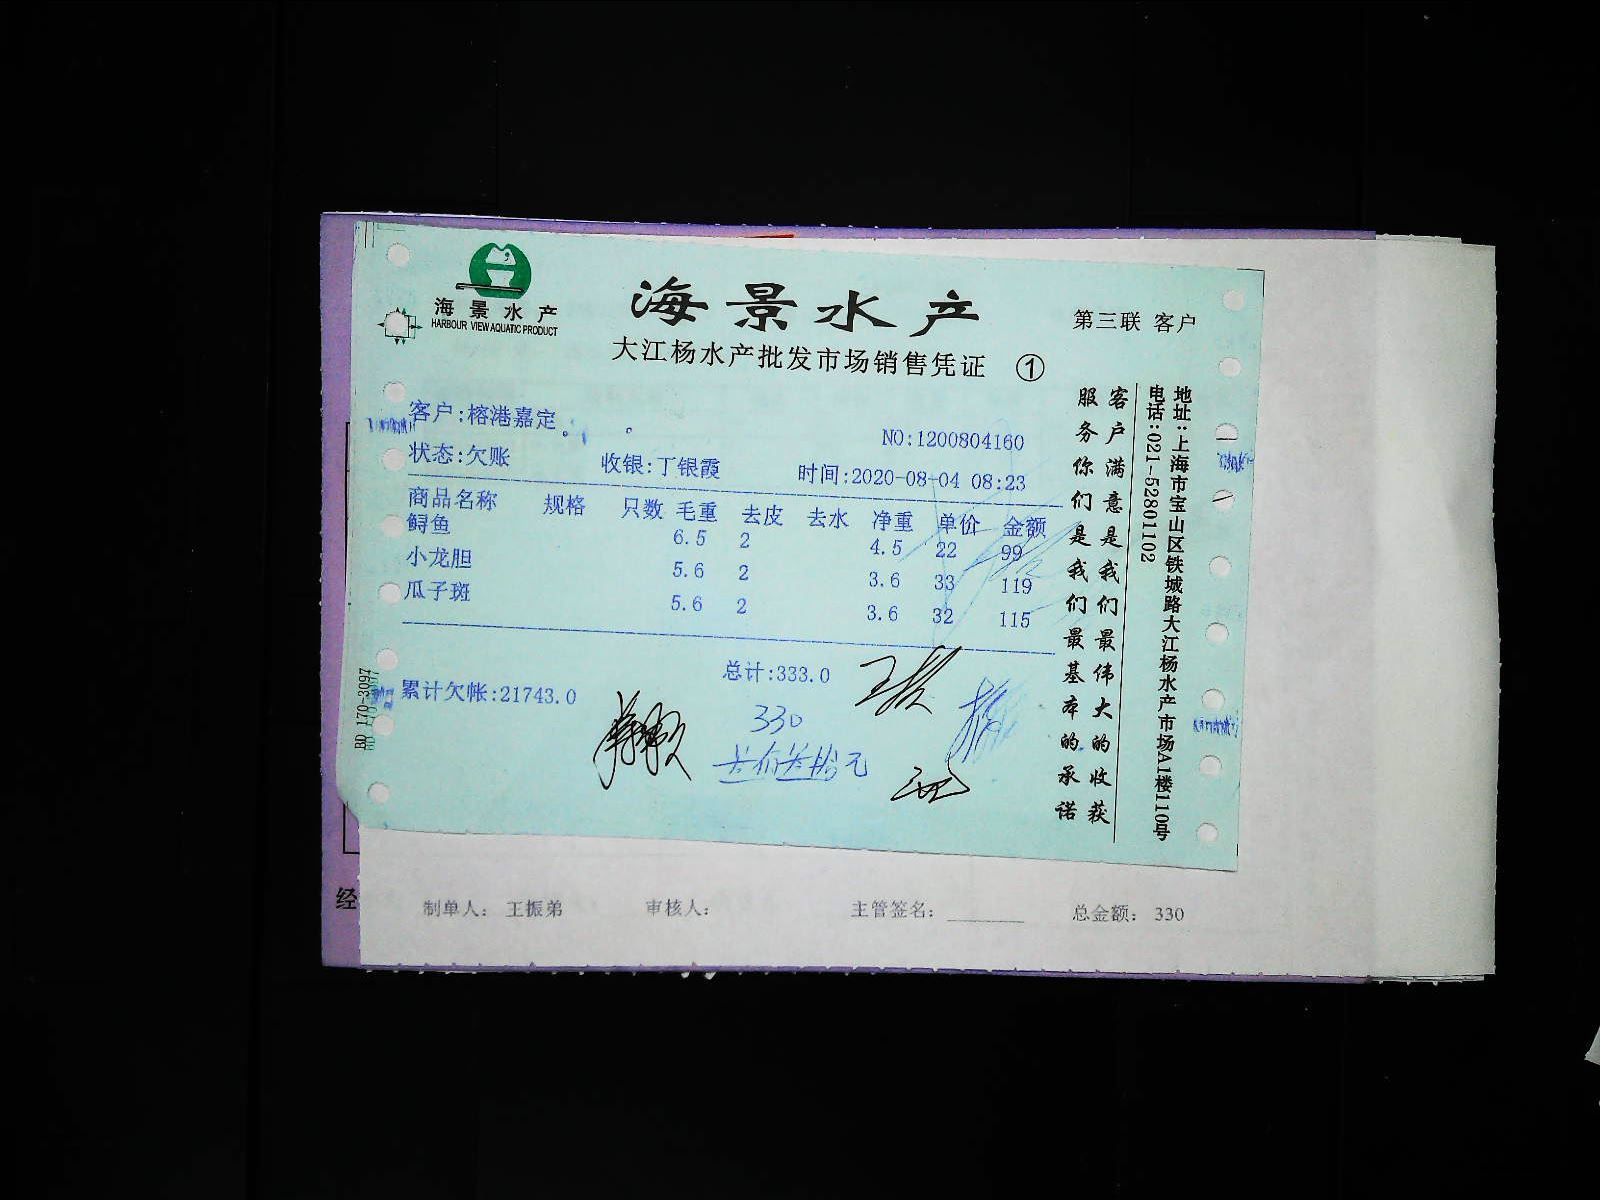 海景水产
HARBOUR VIEW AQUATIC PRODUCT
海景水产
第三联 客户
大江杨水产批发市场销售凭证 ①
客户:榕港嘉定
NO:1200804160
状态:欠账 收银:丁银霞 时间:2020-08-04 08:23
商品名称 规格 只数 毛重 去皮 去水 净重 单价 金额
鲟鱼 6.5 2 4.5 22 99
小龙胆 5.6 2 3.6 33 119
瓜子斑 5.6 2 3.6 32 115
总计:333.0
累计欠帐:21743.0
330
叁佰叁拾元
客户满意是我们最伟大的收获
服务你们是我们最基本的承诺
地址:上海市宝山区铁城路大江杨水产市场A1楼110号
电话:021-52801102
BD 170-3097
经
制单人: 王振弟 审核人: 主管签名: 总金额: 330